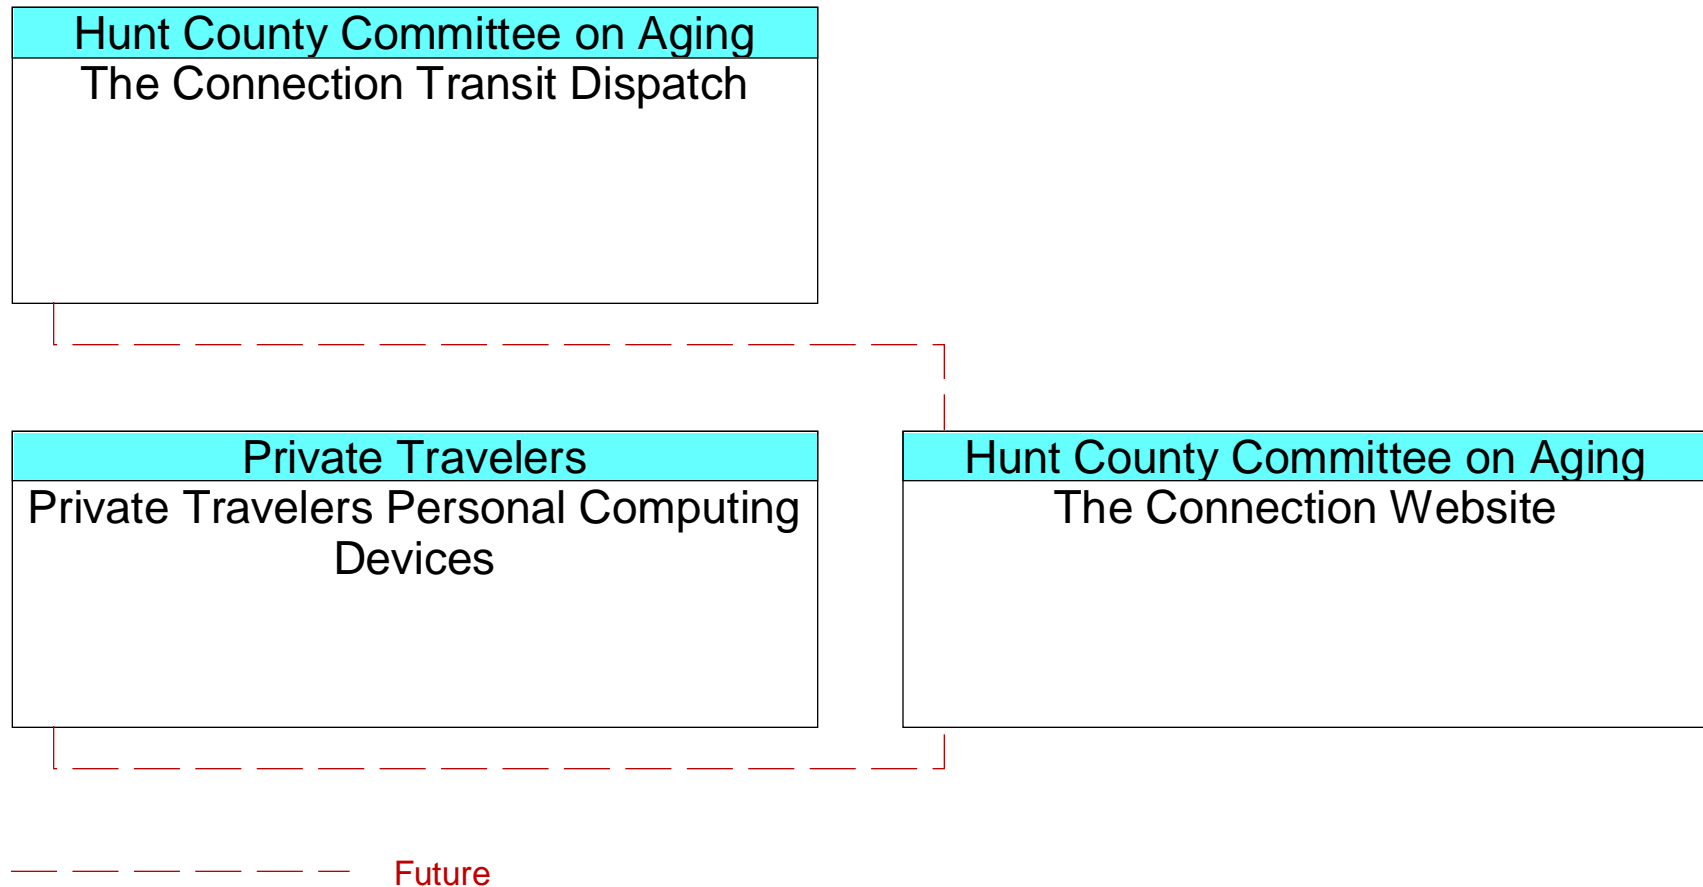 Hunt County Committee on Aging
The Connection Transit Dispatch
Private Travelers
Private Travelers Personal Computing
Devices
Hunt County Committee on Aging
The Connection Website
Future